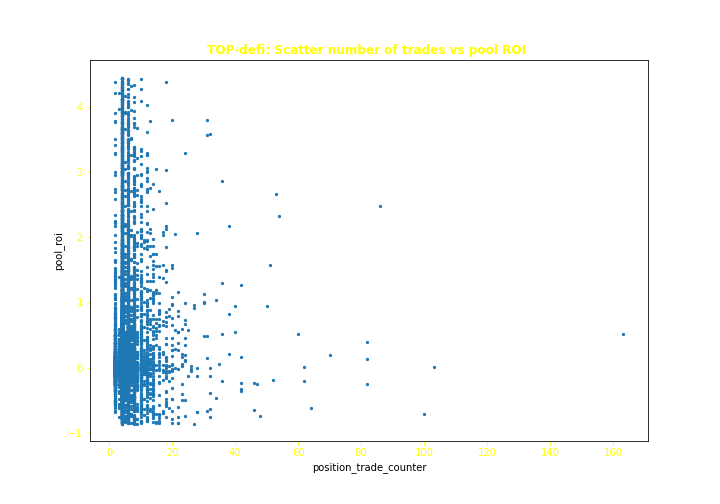 TOP-defi: Scatter number of trades vs pool ROI
4
3
2
1
0
−1
pool_roi
0 20 40 60 80 100 120 140 160
position_trade_counter